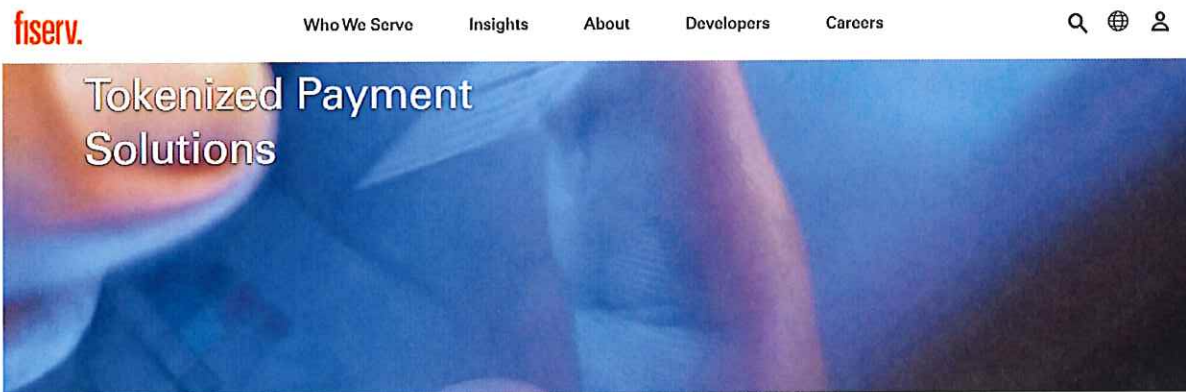 fiserv.
Who We Serve Insights About Developers Careers
Tokenized Payment
Solutions